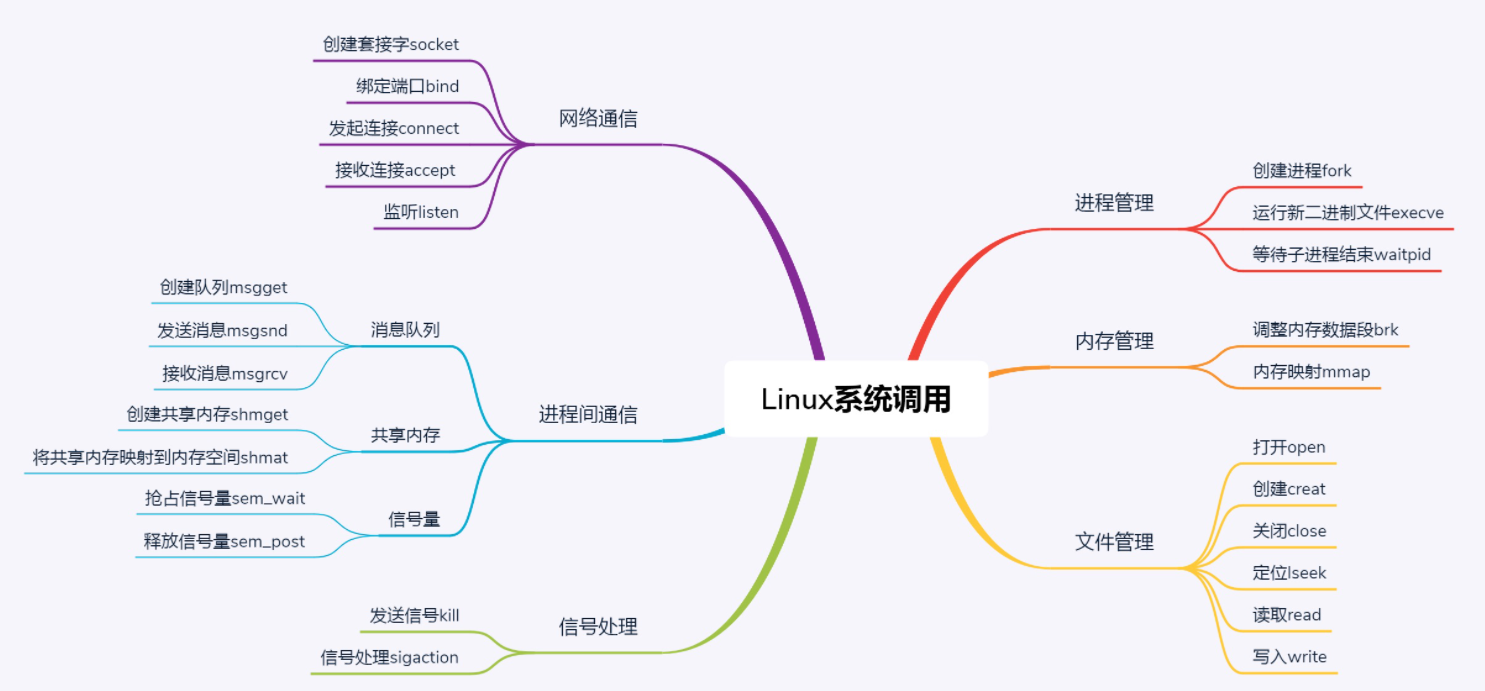 Linux系统调用
网络通信
创建套接字socket
绑定端口bind
发起连接connect
接收连接accept
监听listen
进程间通信
消息队列
创建队列msgget
发送消息msgsnd
接收消息msgrcv
共享内存
创建共享内存shmget
将共享内存映射到内存空间shmat
信号量
抢占信号量sem_wait
释放信号量sem_post
信号处理
发送信号kill
信号处理sigaction
进程管理
创建进程fork
运行新二进制文件execve
等待子进程结束waitpid
内存管理
调整内存数据段brk
内存映射mmap
文件管理
打开open
创建creat
关闭close
定位lseek
读取read
写入write